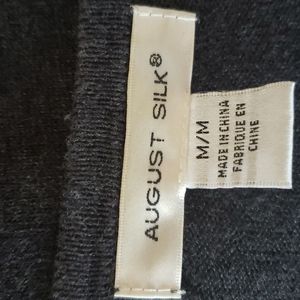 AUGUST SILK®
M/M
MADE IN CHINA
FABRIQUE EN
CHINE